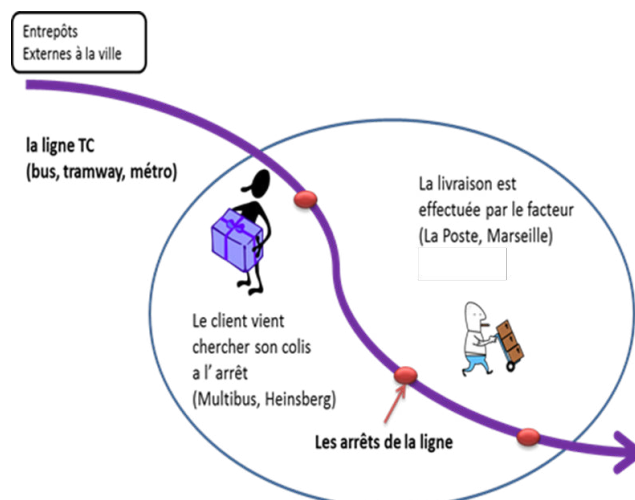 Entrepôts
Externes à la ville
la ligne TC
(bus, tramway, métro)
La livraison est
effectuée par le facteur
(La Poste, Marseille)
Le client vient
chercher son colis
a l' arrêt
(Multibus, Heinsberg)
Les arrêts de la ligne